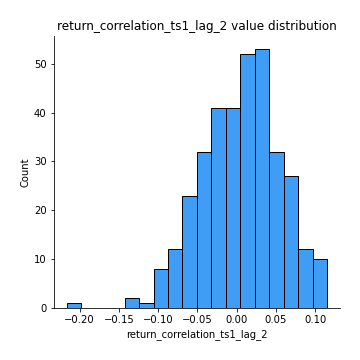 return_correlation_ts1_lag_2 value distribution
50
40
30
20
10
0
Count
−0.20 −0.15 −0.10 −0.05 0.00 0.05 0.10
return_correlation_ts1_lag_2